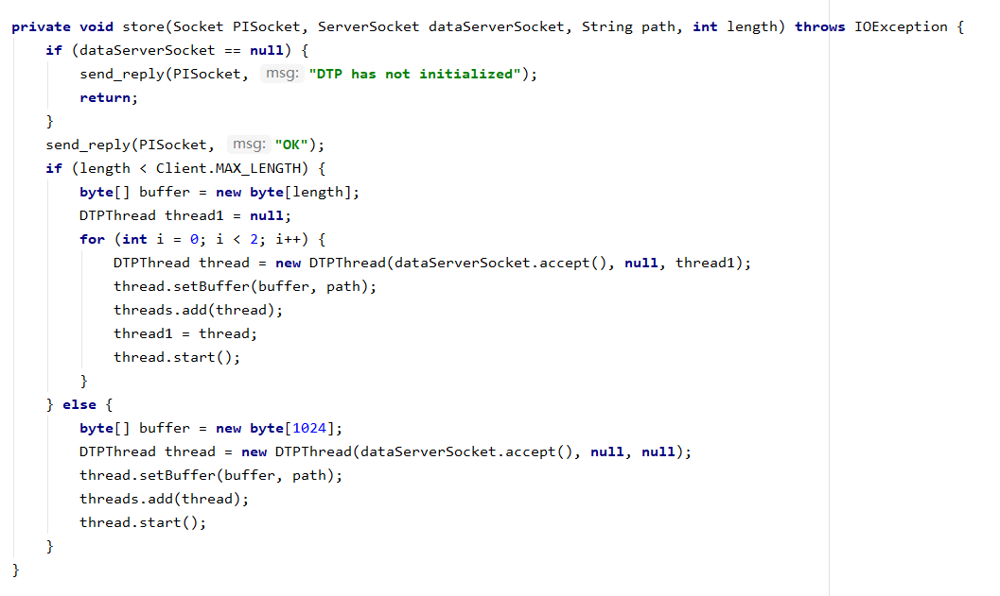 private void store(Socket PISocket, ServerSocket dataServerSocket, String path, int length) throws IOException {
    if (dataServerSocket == null) {
        send_reply(PISocket, msg: "DTP has not initialized");
        return;
    }
    send_reply(PISocket, msg: "OK");
    if (length < Client.MAX_LENGTH) {
        byte[] buffer = new byte[length];
        DTPThread thread1 = null;
        for (int i = 0; i < 2; i++) {
            DTPThread thread = new DTPThread(dataServerSocket.accept(), null, thread1);
            thread.setBuffer(buffer, path);
            threads.add(thread);
            thread1 = thread;
            thread.start();
        }
    } else {
        byte[] buffer = new byte[1024];
        DTPThread thread = new DTPThread(dataServerSocket.accept(), null, null);
        thread.setBuffer(buffer, path);
        threads.add(thread);
        thread.start();
    }
}